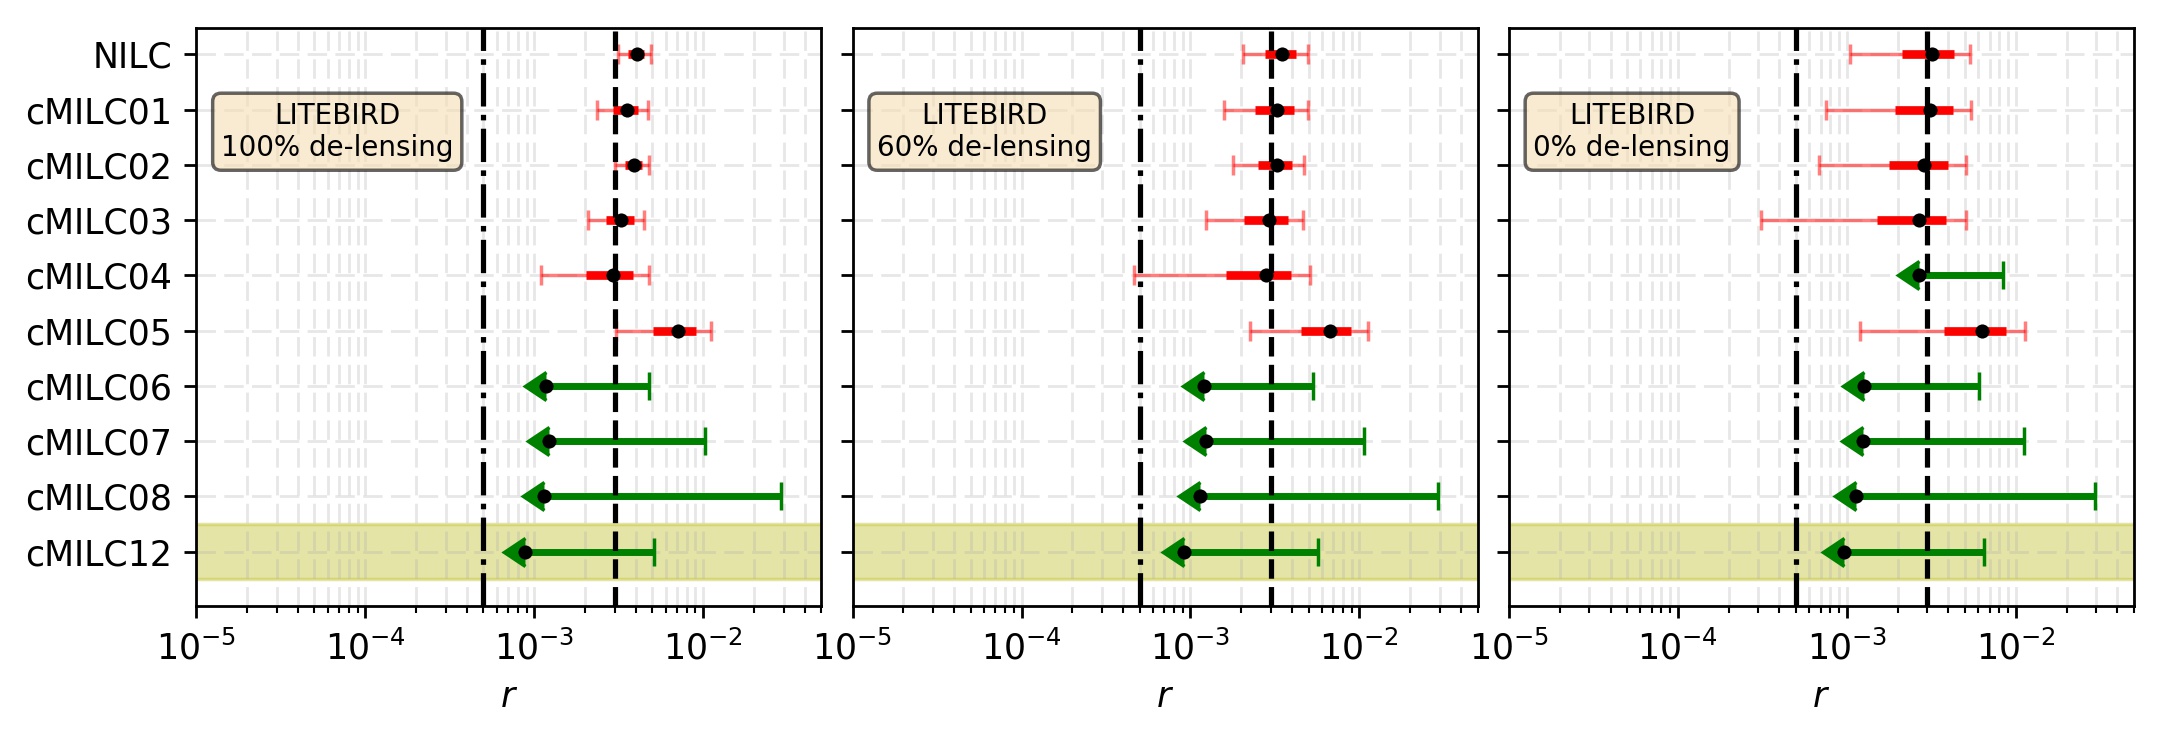 NILC
cMILC01
cMILC02
cMILC03
cMILC04
cMILC05
cMILC06
cMILC07
cMILC08
cMILC12
LITEBIRD
100% de-lensing
10⁻⁵ 10⁻⁴ 10⁻³ 10⁻²
r
LITEBIRD
60% de-lensing
10⁻⁵ 10⁻⁴ 10⁻³ 10⁻²
r
LITEBIRD
0% de-lensing
10⁻⁵ 10⁻⁴ 10⁻³ 10⁻²
r